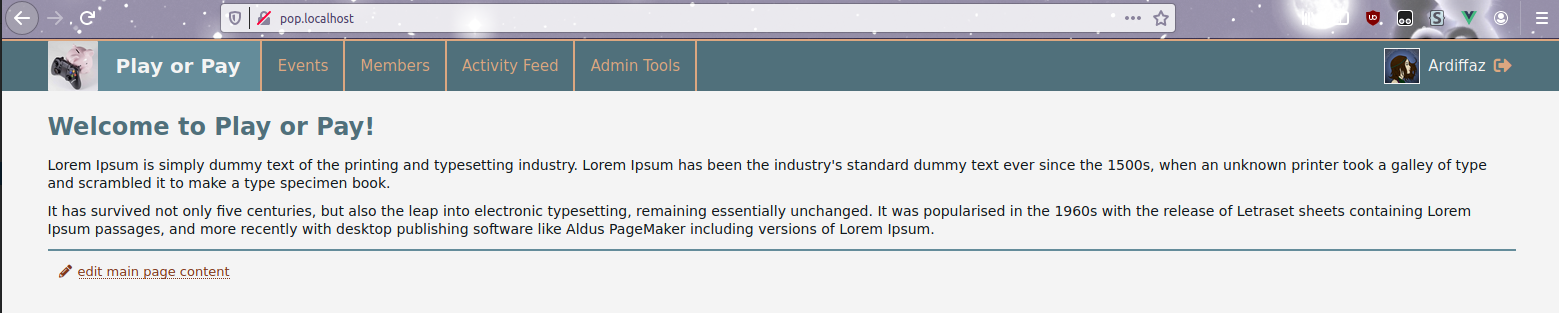 pop.localhost
Play or Pay
Events
Members
Activity Feed
Admin Tools
Ardiffaz
Welcome to Play or Pay!
Lorem Ipsum is simply dummy text of the printing and typesetting industry. Lorem Ipsum has been the industry's standard dummy text ever since the 1500s, when an unknown printer took a galley of type
and scrambled it to make a type specimen book.
It has survived not only five centuries, but also the leap into electronic typesetting, remaining essentially unchanged. It was popularised in the 1960s with the release of Letraset sheets containing Lorem
Ipsum passages, and more recently with desktop publishing software like Aldus PageMaker including versions of Lorem Ipsum.
edit main page content